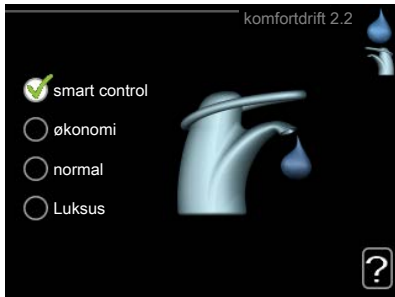 komfortdrift 2.2
smart control
økonomi
normal
Luksus
?